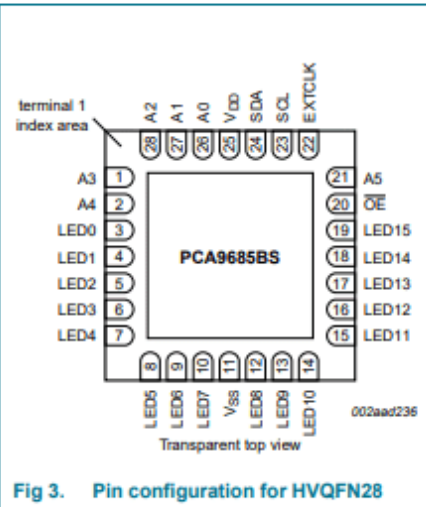 terminal 1
index area
A2
A1
A0
VDD
SDA
SCL
EXTCLK
28
27
26
25
24
23
22
A3 1
A4 2
LED0 3
LED1 4
LED2 5
LED3 6
LED4 7
PCA9685BS
21 A5
20 OE
19 LED15
18 LED14
17 LED13
16 LED12
15 LED11
8
9
10
11
12
13
14
LED5
LED6
LED7
VSS
LED8
LED9
LED10
002aad236
Transparent top view
Fig 3. Pin configuration for HVQFN28